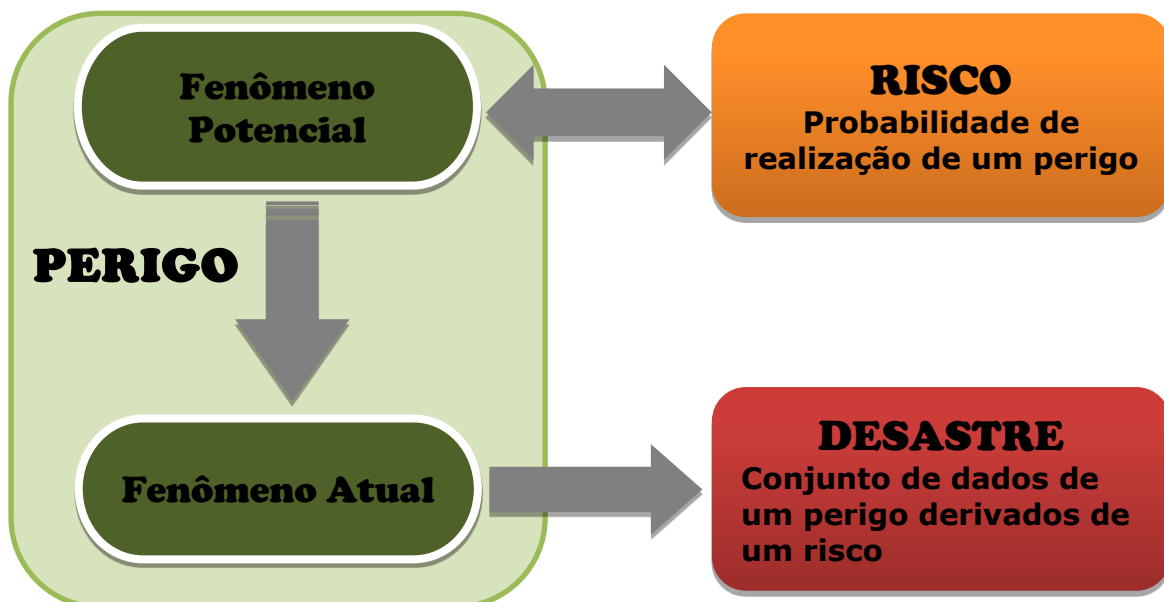 Fenômeno
Potencial
RISCO
Probabilidade de
realização de um perigo
PERIGO
Fenômeno Atual
DESASTRE
Conjunto de dados de
um perigo derivados de
um risco